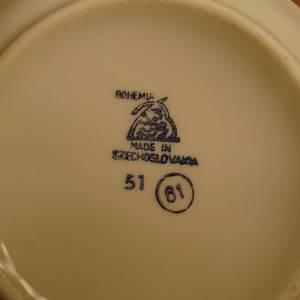 BOHEMIA
MADE IN
CZECHOSLOVAKIA
51 61